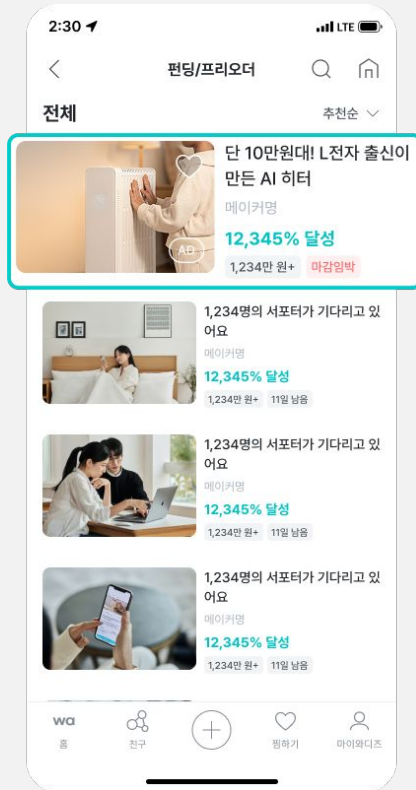 2:30
LTE
펀딩/프리오더
전체
추천순
단 10만원대! L전자 출신이
만든 AI 히터
메이커명
AD
12,345% 달성
1,234만 원+ 마감임박
1,234명의 서포터가 기다리고 있
어요
메이커명
12,345% 달성
1,234만 원+ 11일 남음
1,234명의 서포터가 기다리고 있
어요
메이커명
12,345% 달성
1,234만 원+ 11일 남음
1,234명의 서포터가 기다리고 있
어요
메이커명
12,345% 달성
1,234만 원+ 11일 남음
wa
홈 친구 찜하기 마이와디즈